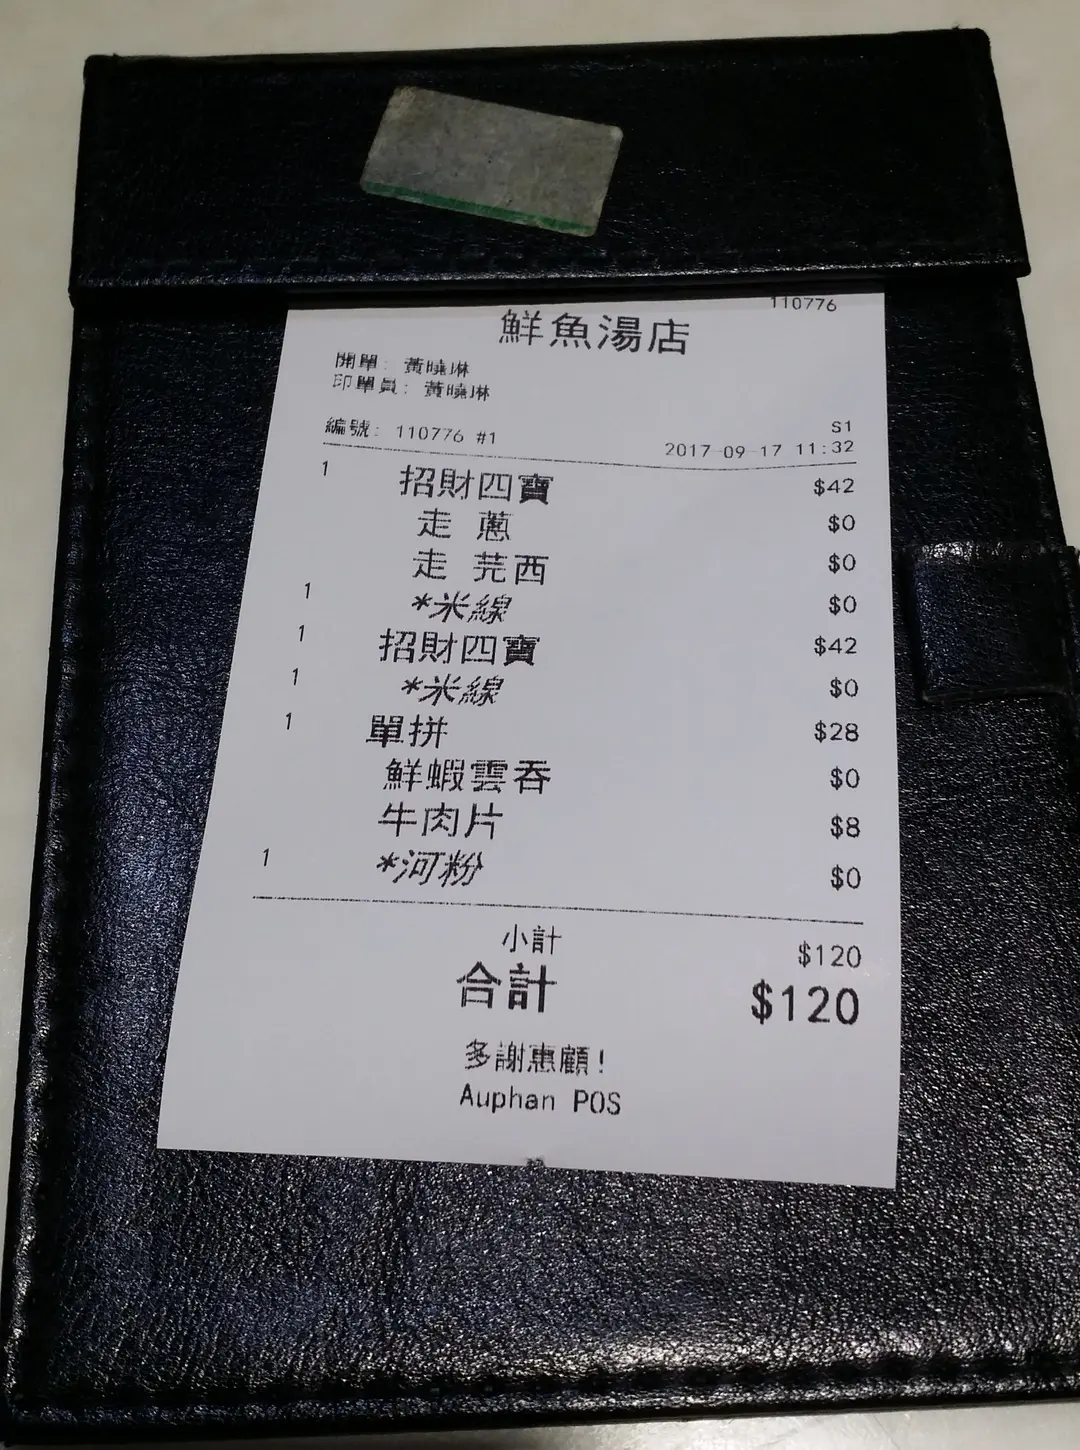 110776
鮮魚湯店
開單: 黃曉琳
印單員: 黃曉琳
S1
編號: 110776 #1 2017-09-17 11:32
1 招財四寶 $42
走 蔥 $0
走 芫西 $0
1 *米線 $0
1 招財四寶 $42
1 *米線 $0
1 單拼 $28
鮮蝦雲吞 $0
牛肉片 $8
1 *河粉 $0
小計 $120
合計 $120
多謝惠顧!
Auphan POS